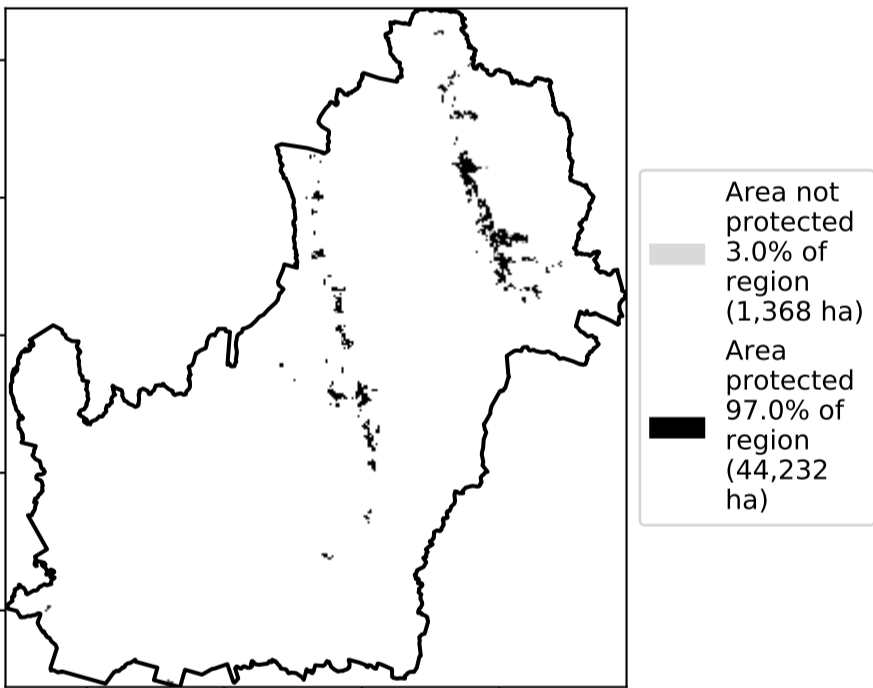 Area not
protected
3.0% of
region
(1,368 ha)
Area
protected
97.0% of
region
(44,232
ha)